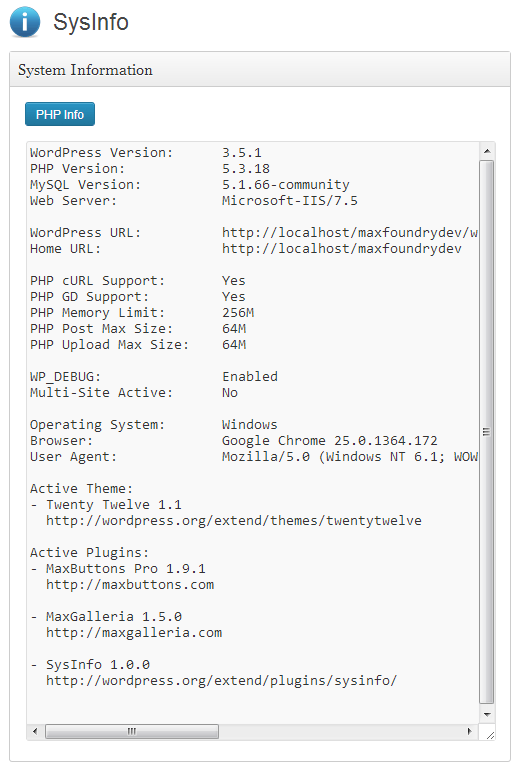 SysInfo
System Information
PHP Info
WordPress Version: 3.5.1
PHP Version: 5.3.18
MySQL Version: 5.1.66-community
Web Server: Microsoft-IIS/7.5
WordPress URL: http://localhost/maxfoundrydev/w
Home URL: http://localhost/maxfoundrydev
PHP cURL Support: Yes
PHP GD Support: Yes
PHP Memory Limit: 256M
PHP Post Max Size: 64M
PHP Upload Max Size: 64M
WP_DEBUG: Enabled
Multi-Site Active: No
Operating System: Windows
Browser: Google Chrome 25.0.1364.172
User Agent: Mozilla/5.0 (Windows NT 6.1; WOW
Active Theme:
- Twenty Twelve 1.1
http://wordpress.org/extend/themes/twentytwelve
Active Plugins:
- MaxButtons Pro 1.9.1
http://maxbuttons.com
- MaxGalleria 1.5.0
http://maxgalleria.com
- SysInfo 1.0.0
http://wordpress.org/extend/plugins/sysinfo/